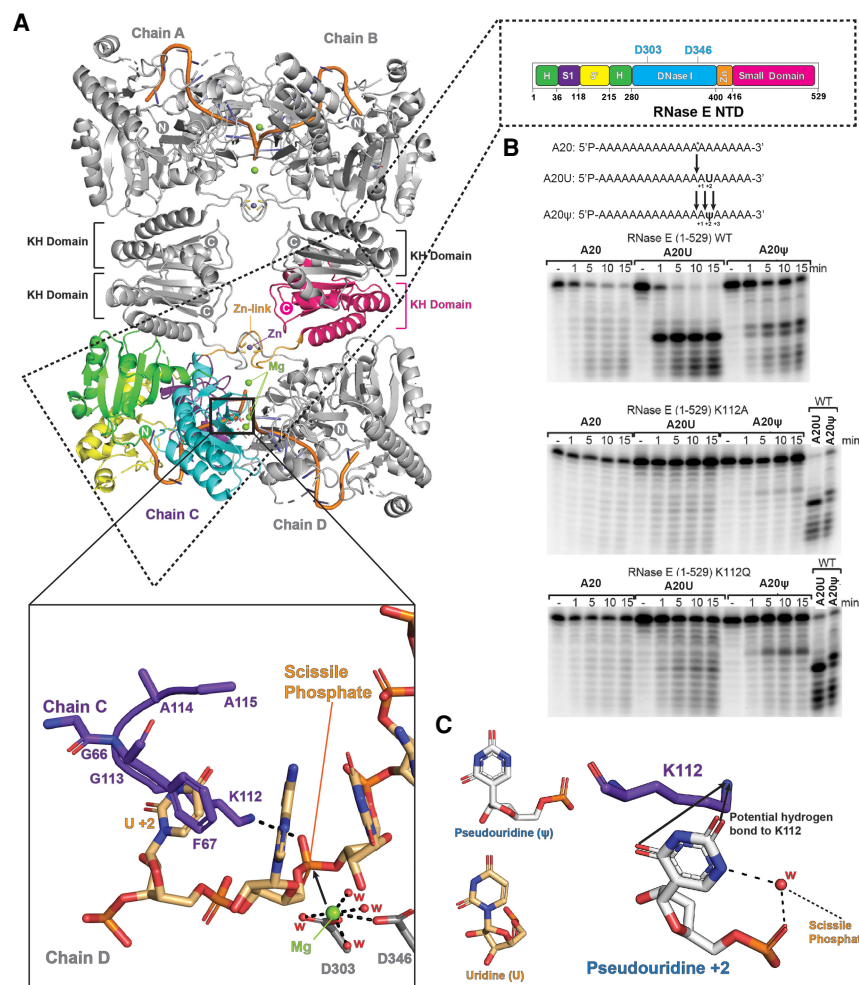 A
Chain A
Chain B
N
N
KH Domain
KH Domain
KH Domain
KH Domain
C
C
C
C
Zn-link
Zn
Mg
N
N
Chain C
Chain D
D303 D346
H S1 5' H DNase I Zn Small Domain
1 36 118 215 280 400 416 529
RNase E NTD
B
A20: 5'P-AAAAAAAAAAAAAAAAAAAA-3'
A20U: 5'P-AAAAAAAAAAAAAAUAAAAA-3'
+1 +2
A20ψ: 5'P-AAAAAAAAAAAAAAψAAAAA-3'
+1 +2 +3
RNase E (1-529) WT
A20 A20U A20ψ
- 1 5 10 15 - 1 5 10 15 - 1 5 10 15 min
RNase E (1-529) K112A
WT
A20 A20U A20ψ
A20U
A20ψ
- 1 5 10 15 - 1 5 10 15 - 1 5 10 15 min
RNase E (1-529) K112Q
WT
A20 A20U A20ψ
A20U
A20ψ
- 1 5 10 15 - 1 5 10 15 - 1 5 10 15 min
Chain C
A114
A115
G66
G113
K112
U +2
F67
Scissile
Phosphate
W
W
W
W
Mg
D303
D346
Chain D
C
Pseudouridine (ψ)
Uridine (U)
K112
Potential hydrogen
bond to K112
W
Scissile
Phosphate
Pseudouridine +2